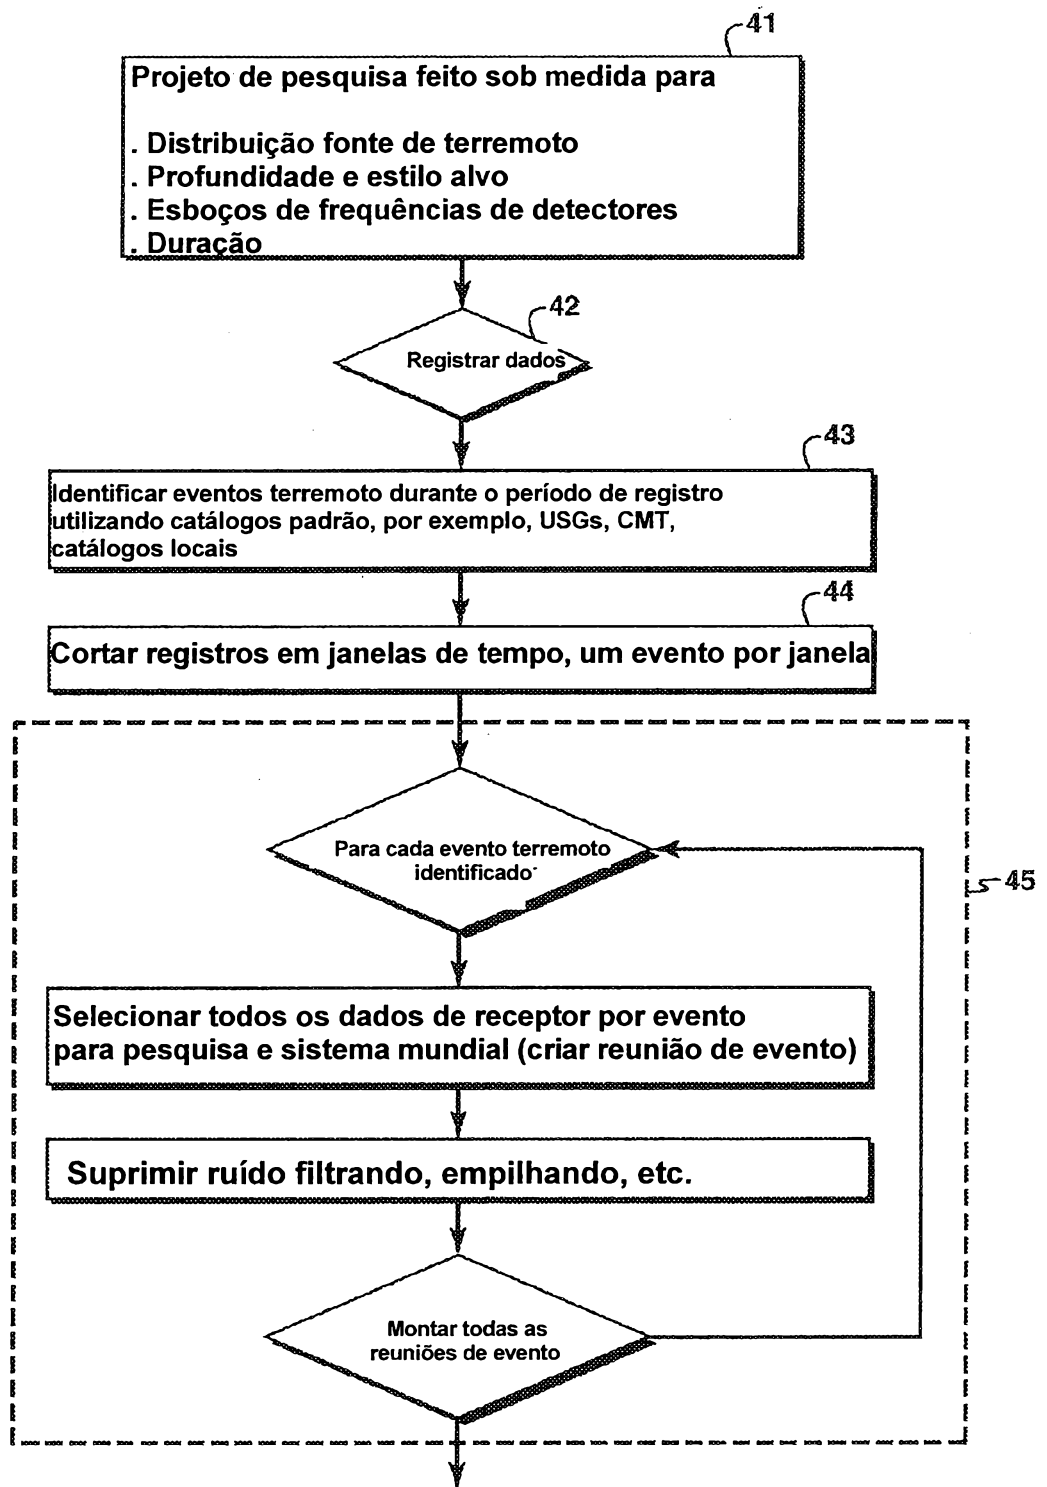 41
Projeto de pesquisa feito sob medida para
. Distribuição fonte de terremoto
. Profundidade e estilo alvo
. Esboços de frequências de detectores
. Duração
42
Registrar dados
43
Identificar eventos terremoto durante o período de registro
utilizando catálogos padrão, por exemplo, USGs, CMT,
catálogos locais
44
Cortar registros em janelas de tempo, um evento por janela
Para cada evento terremoto
identificado
45
Selecionar todos os dados de receptor por evento
para pesquisa e sistema mundial (criar reunião de evento)
Suprimir ruído filtrando, empilhando, etc.
Montar todas as
reuniões de evento